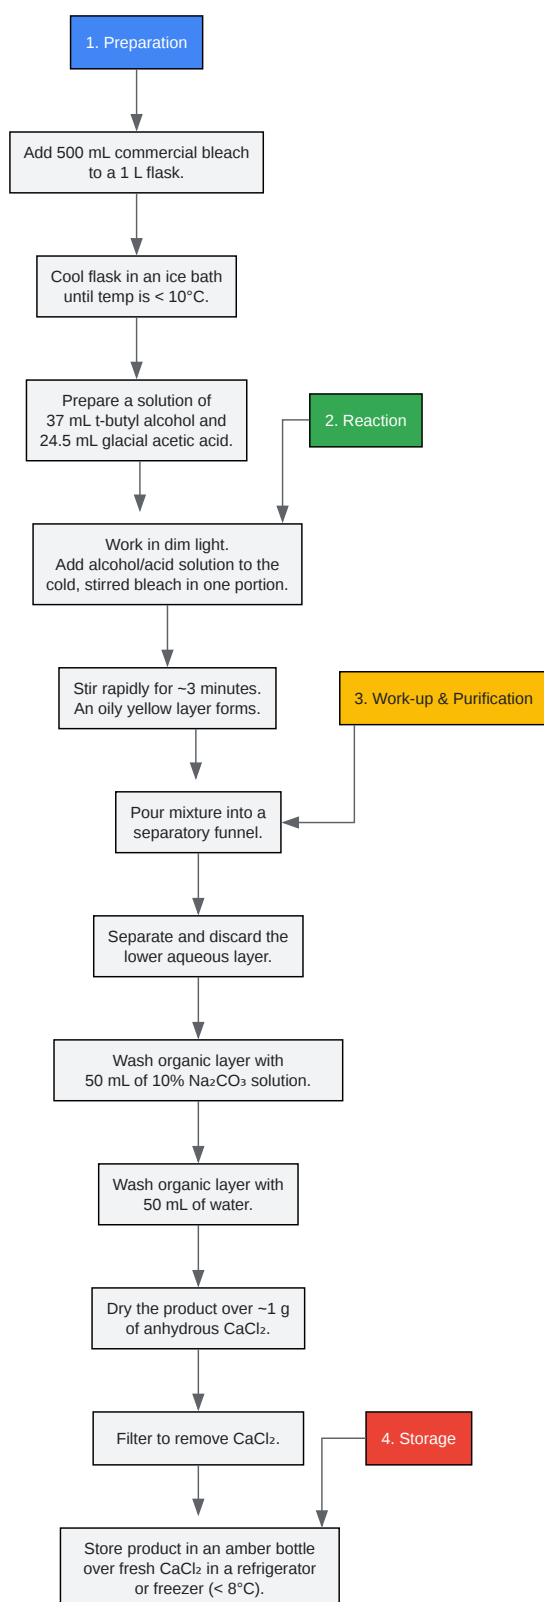 1. Preparation
Add 500 mL commercial bleach
to a 1 L flask.
Cool flask in an ice bath
until temp is < 10°C.
Prepare a solution of
37 mL t-butyl alcohol and
24.5 mL glacial acetic acid.
2. Reaction
Work in dim light.
Add alcohol/acid solution to the
cold, stirred bleach in one portion.
Stir rapidly for ~3 minutes.
An oily yellow layer forms.
3. Work-up & Purification
Pour mixture into a
separatory funnel.
Separate and discard the
lower aqueous layer.
Wash organic layer with
50 mL of 10% Na₂CO₃ solution.
Wash organic layer with
50 mL of water.
Dry the product over ~1 g
of anhydrous CaCl₂.
Filter to remove CaCl₂.
4. Storage
Store product in an amber bottle
over fresh CaCl₂ in a refrigerator
or freezer (< 8°C).